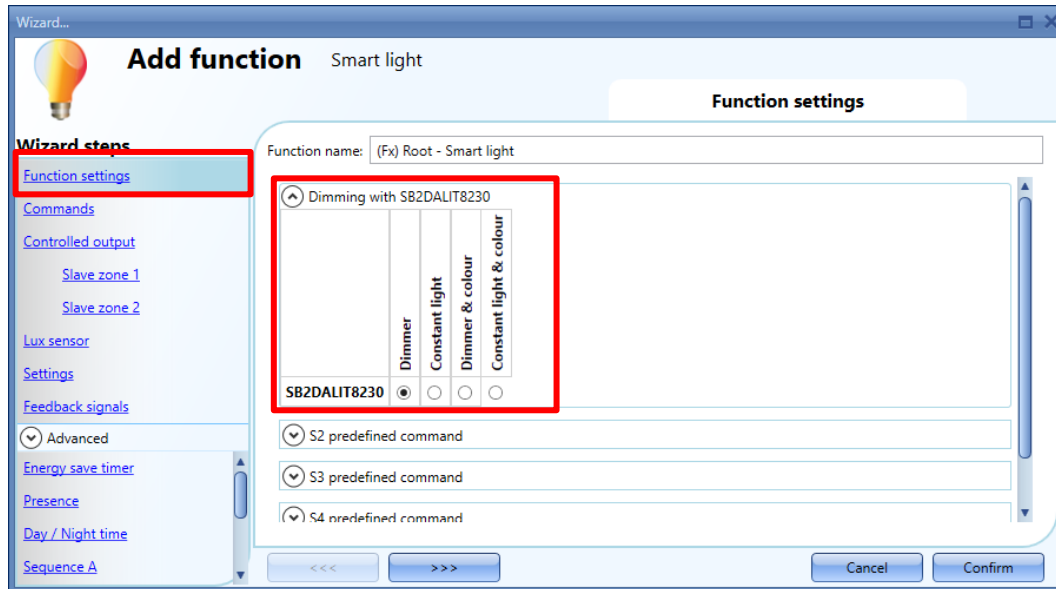 Wizard...
Add function Smart light
Function settings
Wizard steps
Function settings
Commands
Controlled output
Slave zone 1
Slave zone 2
Lux sensor
Settings
Feedback signals
Advanced
Energy save timer
Presence
Day / Night time
Sequence A
Function name: (Fx) Root - Smart light
Dimming with SB2DALIT8230
Dimmer
Constant light
Dimmer & colour
Constant light & colour
SB2DALIT8230
S2 predefined command
S3 predefined command
S4 predefined command
<<<
>>>
Cancel
Confirm